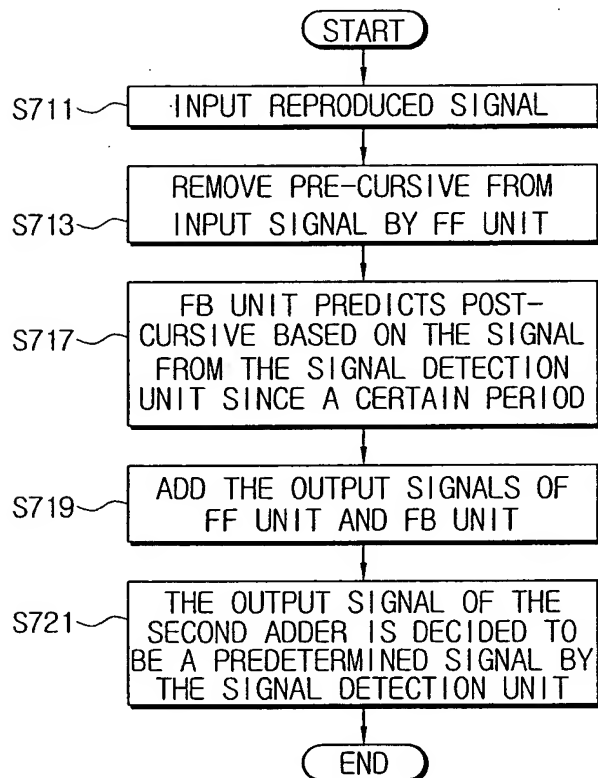 START
S711
INPUT REPRODUCED SIGNAL
S713
REMOVE PRE-CURSIVE FROM
INPUT SIGNAL BY FF UNIT
S717
FB UNIT PREDICTS POST-
CURSIVE BASED ON THE SIGNAL
FROM THE SIGNAL DETECTION
UNIT SINCE A CERTAIN PERIOD
S719
ADD THE OUTPUT SIGNALS OF
FF UNIT AND FB UNIT
S721
THE OUTPUT SIGNAL OF THE
SECOND ADDER IS DECIDED TO
BE A PREDETERMINED SIGNAL BY
THE SIGNAL DETECTION UNIT
END